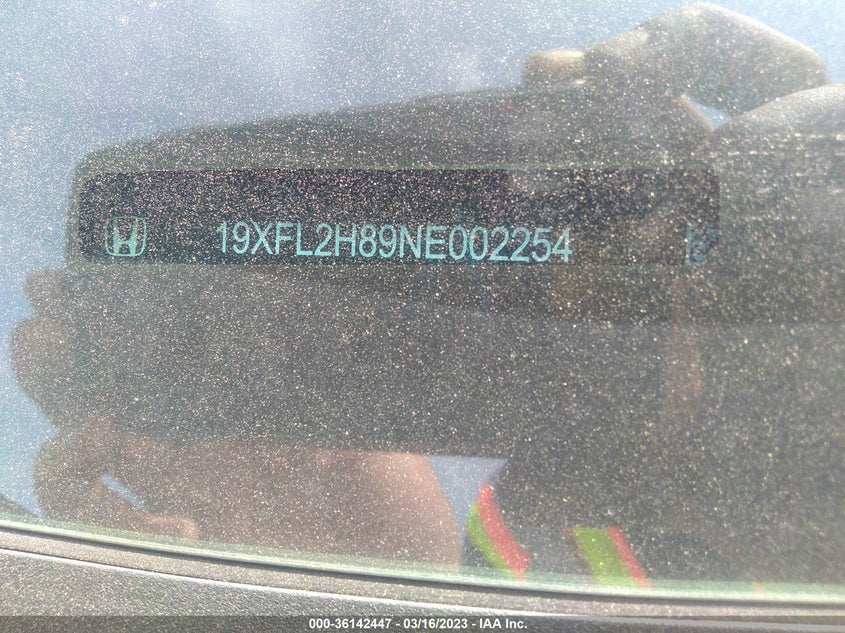 19XFL2H89NE002254
000-36142447 - 03/16/2023 - IAA Inc.